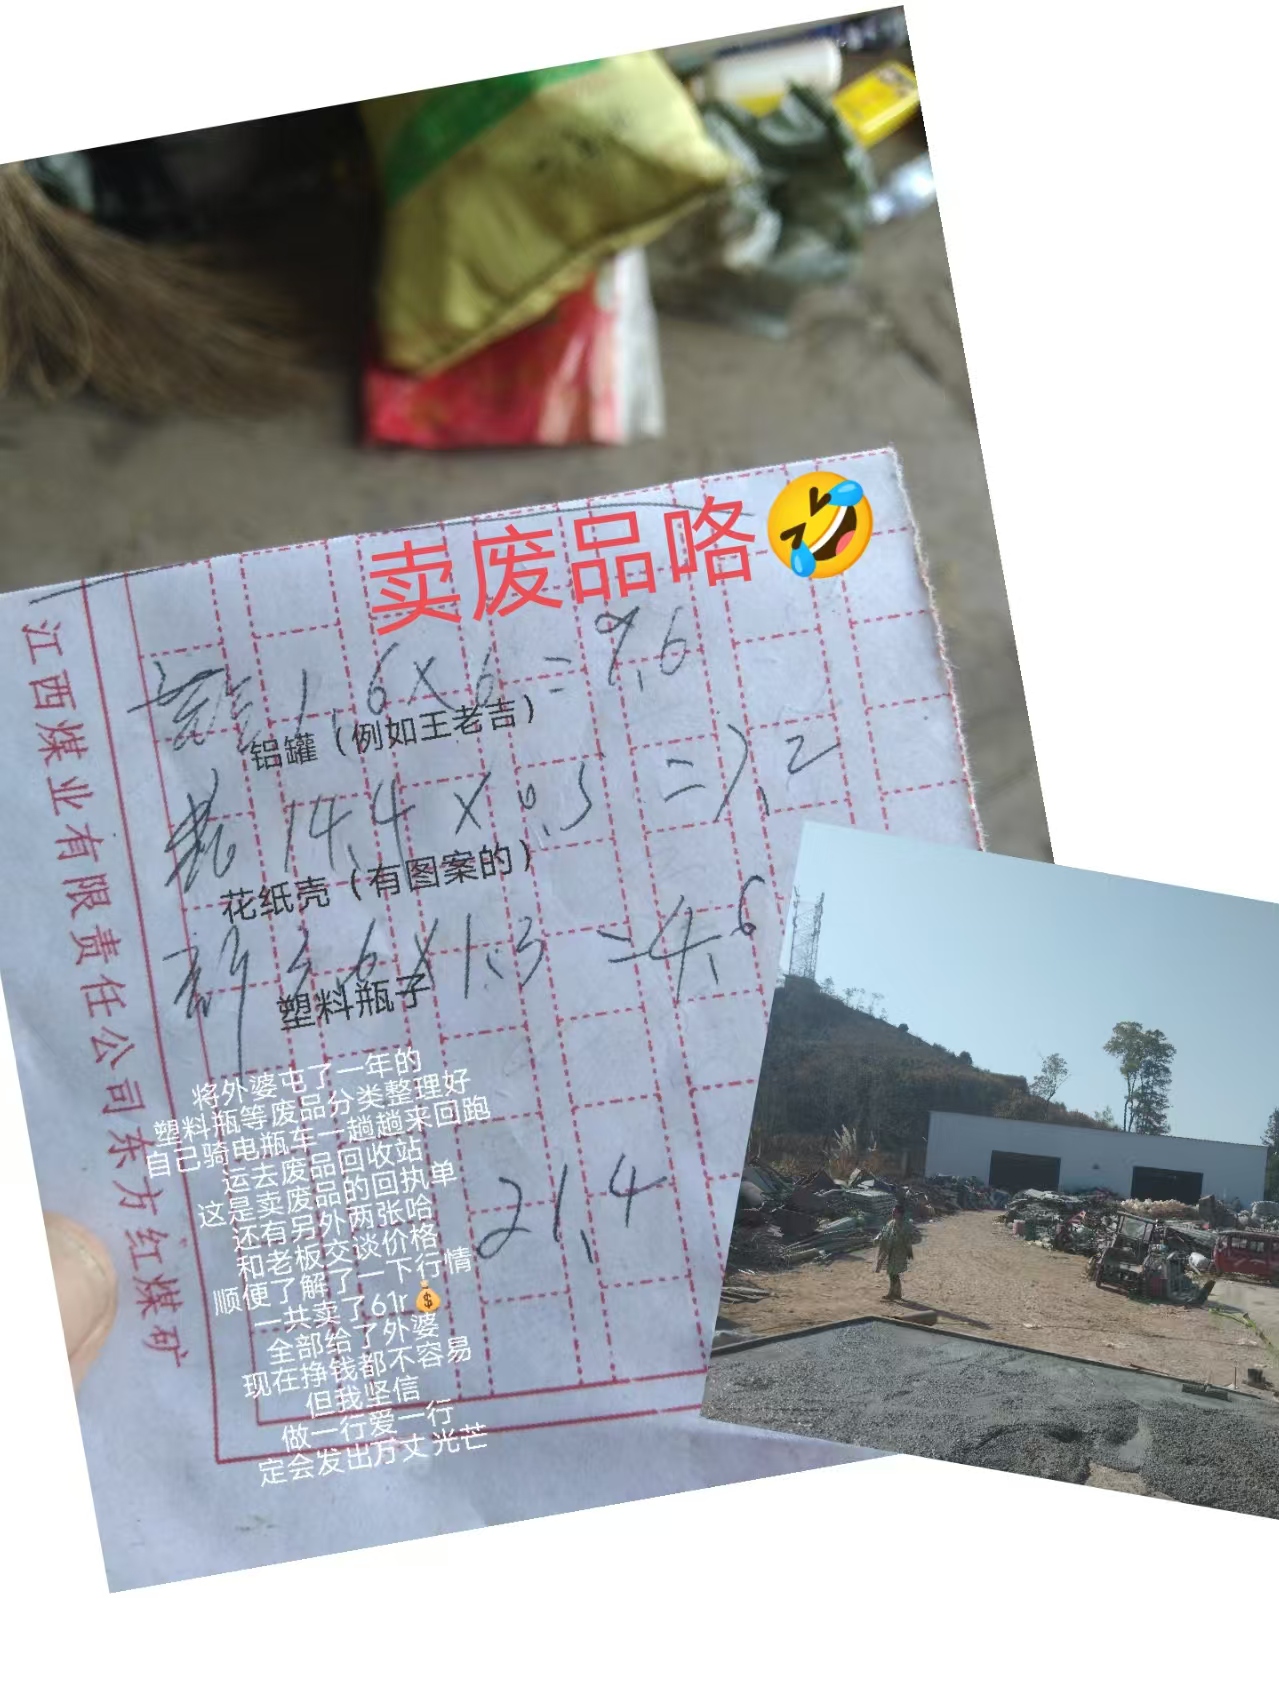 卖废品咯🤣
江西煤业有限责任公司东方红煤矿
1.6×6=9.6
铝罐（例如王老吉）
花 14.4×0.5=7.2
花纸壳（有图案的）
料 3.6×1.3=4.6
塑料瓶子
21.4
将外婆屯了一年的
塑料瓶等废品分类整理好
自己骑电瓶车一趟趟来回跑
运去废品回收站
这是卖废品的回执单
还有另外两张哈
和老板交谈价格
顺便了解了一下行情
一共卖了61r💰
全部给了外婆
现在挣钱都不容易
但我坚信
做一行爱一行
定会发出万丈光芒